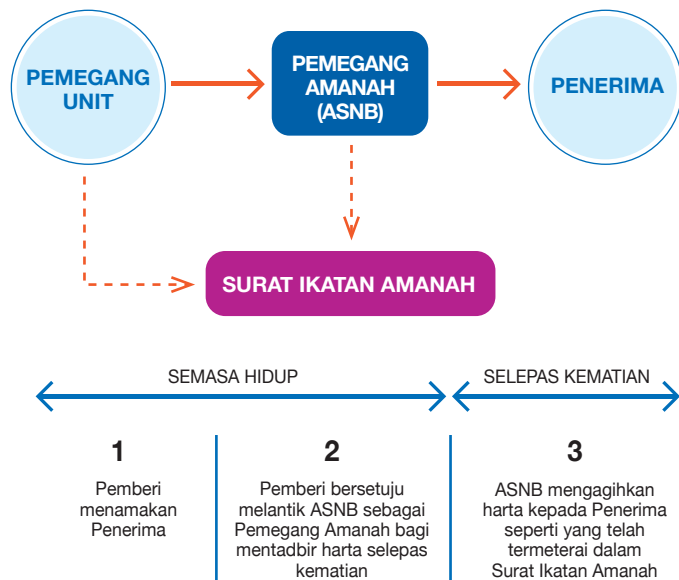 PEMEGANG
UNIT
PEMEGANG
AMANAH
(ASNB)
PENERIMA
SURAT IKATAN AMANAH
SEMASA HIDUP
SELEPAS KEMATIAN
1
Pemberi
menamakan
Penerima
2
Pemberi bersetuju
melantik ASNB sebagai
Pemegang Amanah bagi
mentadbir harta selepas
kematian
3
ASNB mengagihkan
harta kepada Penerima
seperti yang telah
termeterai dalam
Surat Ikatan Amanah